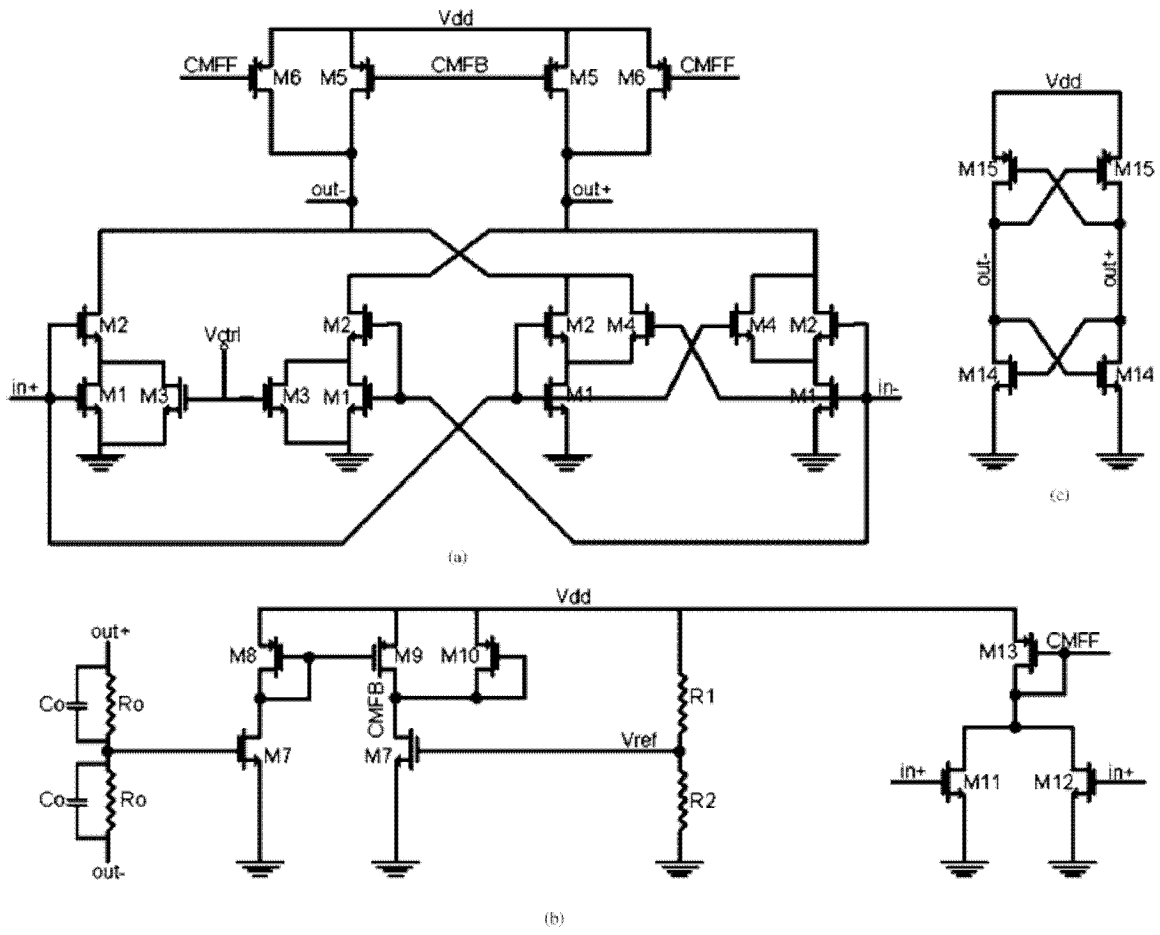 Vdd
CMFF M6 M5 CMFB M5 M6 CMFF
Vdd
M15 M15
out- out+
out- out+
M2 Vctrl M2 M2 M4 M4 M2
in+ M1 M3 M3 M1 M1 M1 in-
M14 M14
(c)
(a)
Vdd
out+
M8 M9 M10 M13 CMFF
Co Ro CMFB R1
M7 M7 Vref
in+ M11 M12 in+
Co Ro R2
out-
(b)